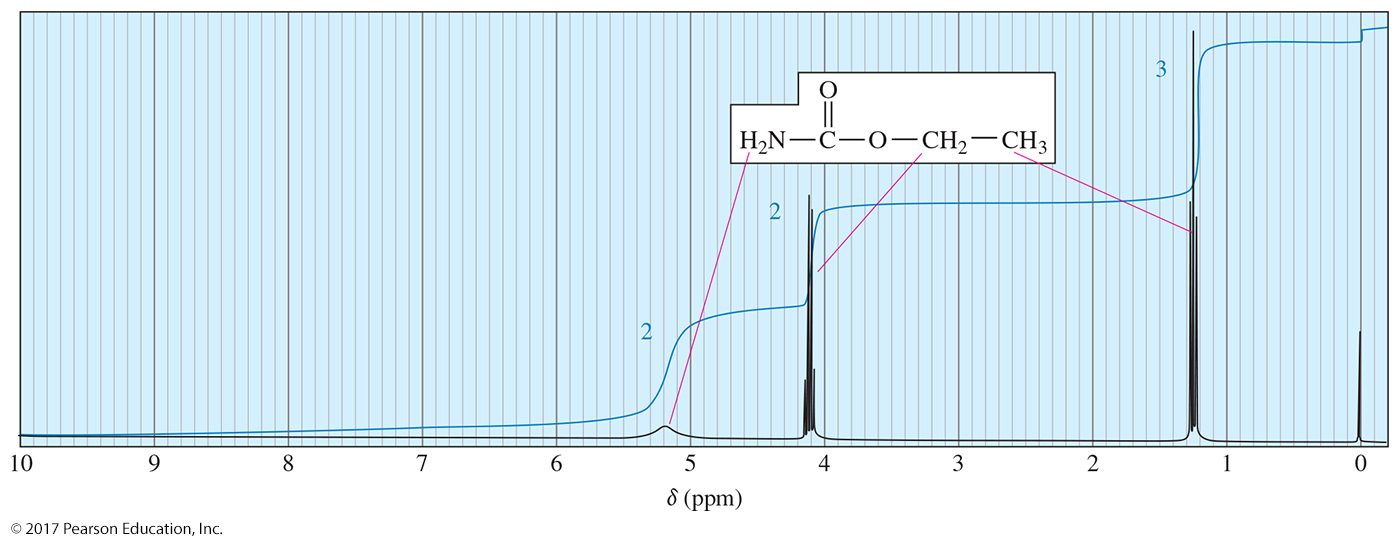 3
O
H₂N—C—O—CH₂—CH₃
2
2
10 9 8 7 6 5 4 3 2 1 0
δ (ppm)
© 2017 Pearson Education, Inc.